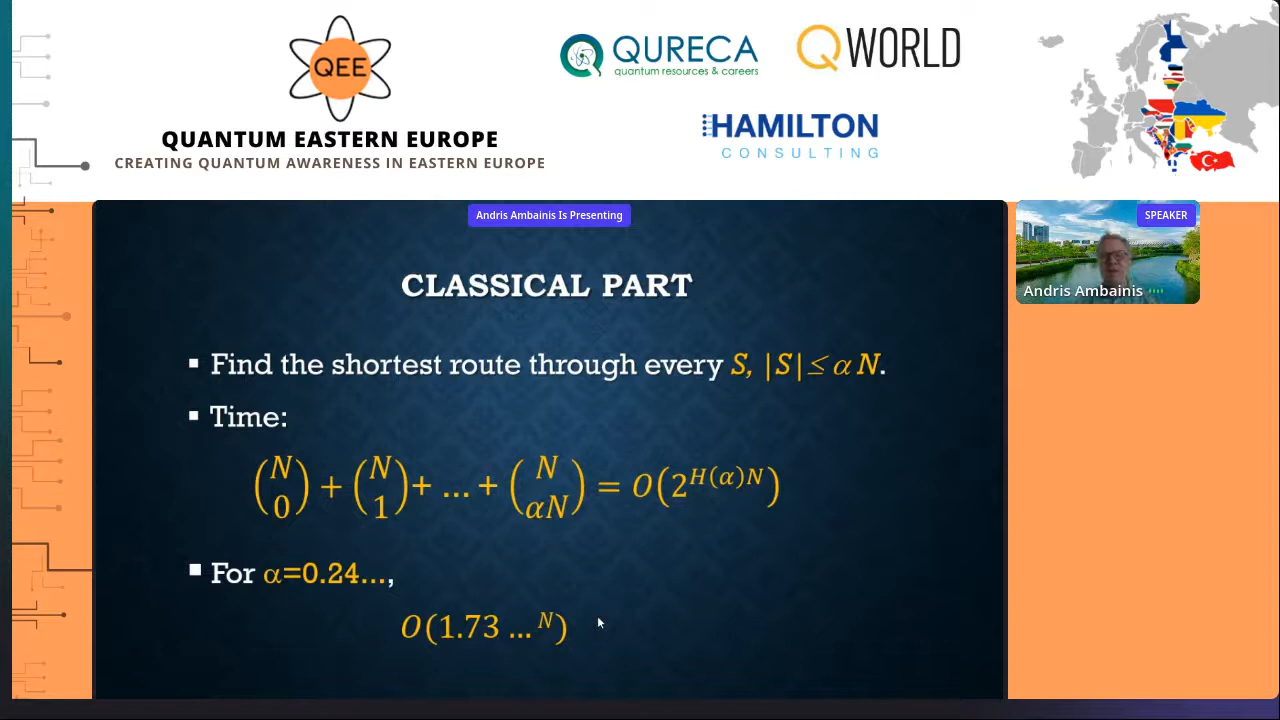 QEE
QUANTUM EASTERN EUROPE
CREATING QUANTUM AWARENESS IN EASTERN EUROPE
QURECA
quantum resources & careers
QWORLD
HAMILTON
CONSULTING
Andris Ambainis Is Presenting
SPEAKER
Andris Ambainis
CLASSICAL PART
▪ Find the shortest route through every S, |S| ≤ α N.
▪ Time:
(N 0) + (N 1) + ... + (N αN) = O(2^{H(α)N})
▪ For α=0.24...,
O(1.73 ...^N)